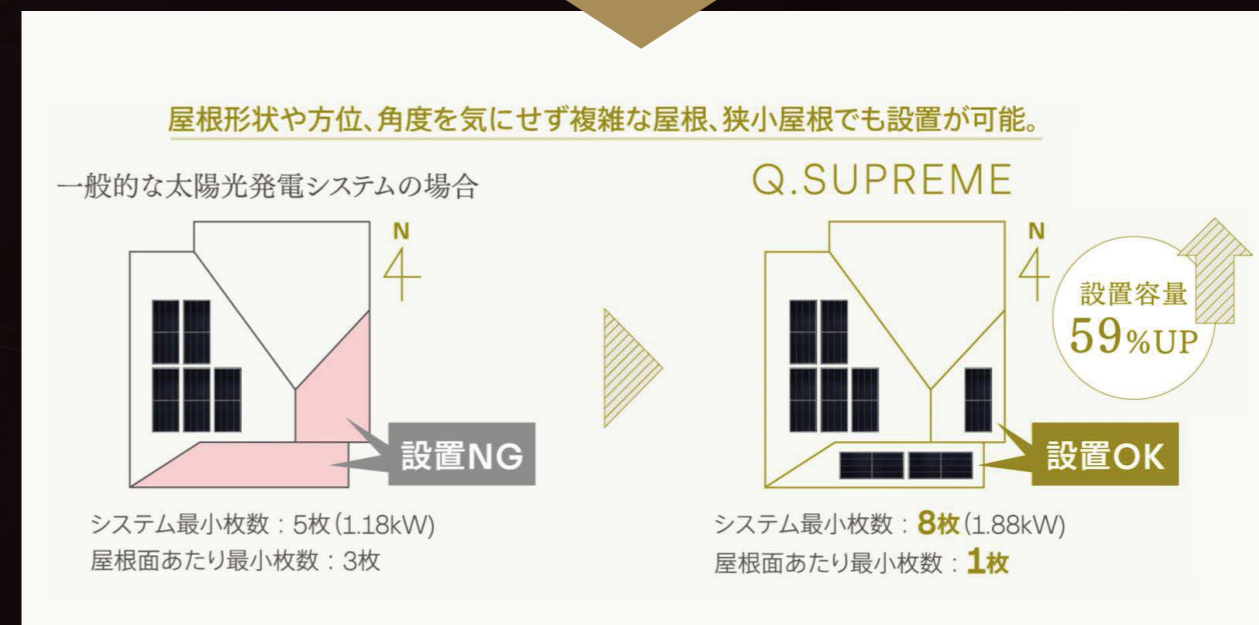 屋根形状や方位、角度を気にせず複雑な屋根、狭小屋根でも設置が可能。
一般的な太陽光発電システムの場合
N
設置NG
システム最小枚数：5枚（1.18kW）
屋根面あたり最小枚数：3枚
Q.SUPREME
N
設置容量
59%UP
設置OK
システム最小枚数：8枚（1.88kW）
屋根面あたり最小枚数：1枚